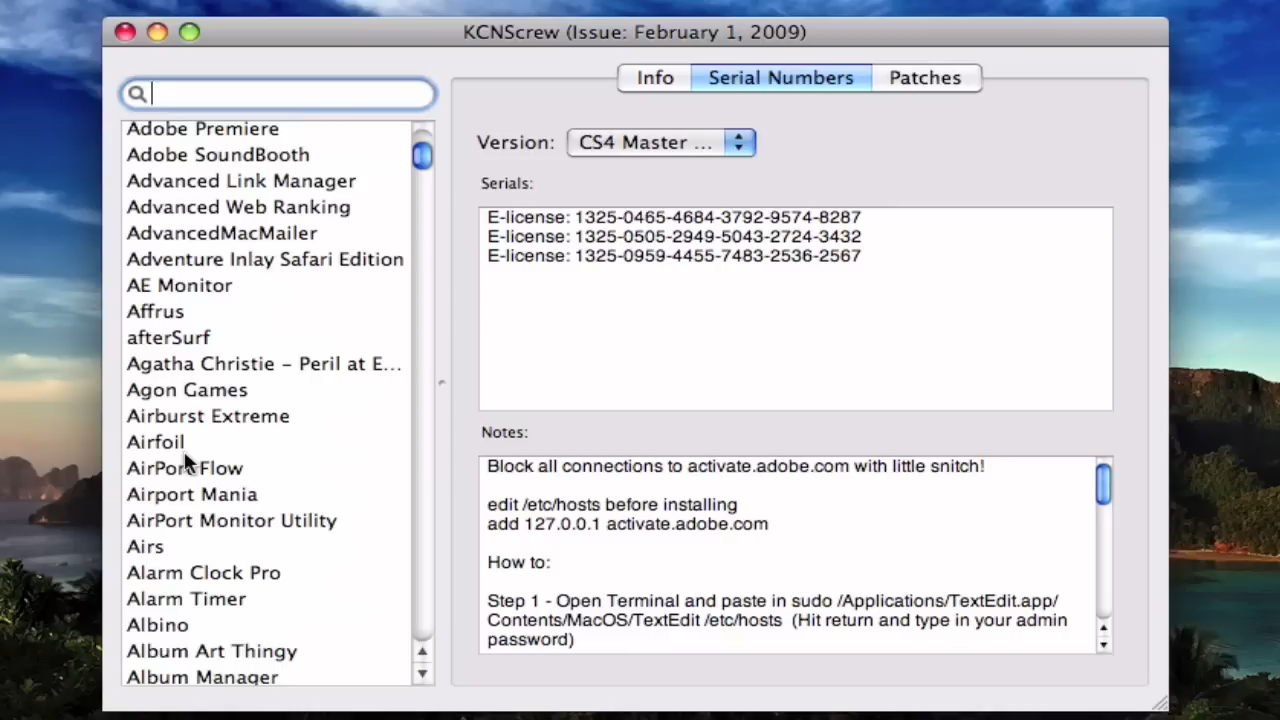 KCNScrew (Issue: February 1, 2009)
Info
Serial Numbers
Patches
Adobe Premiere
Adobe SoundBooth
Advanced Link Manager
Advanced Web Ranking
AdvancedMacMailer
Adventure Inlay Safari Edition
AE Monitor
Affrus
afterSurf
Agatha Christie – Peril at E...
Agon Games
Airburst Extreme
Airfoil
AirPort Flow
Airport Mania
AirPort Monitor Utility
Airs
Alarm Clock Pro
Alarm Timer
Albino
Album Art Thingy
Album Manager
Version:
CS4 Master ...
Serials:
E-license: 1325-0465-4684-3792-9574-8287
E-license: 1325-0505-2949-5043-2724-3432
E-license: 1325-0959-4455-7483-2536-2567
Notes:
Block all connections to activate.adobe.com with little snitch!
edit /etc/hosts before installing
add 127.0.0.1 activate.adobe.com
How to:
Step 1 - Open Terminal and paste in sudo /Applications/TextEdit.app/
Contents/MacOS/TextEdit /etc/hosts  (Hit return and type in your admin
password)